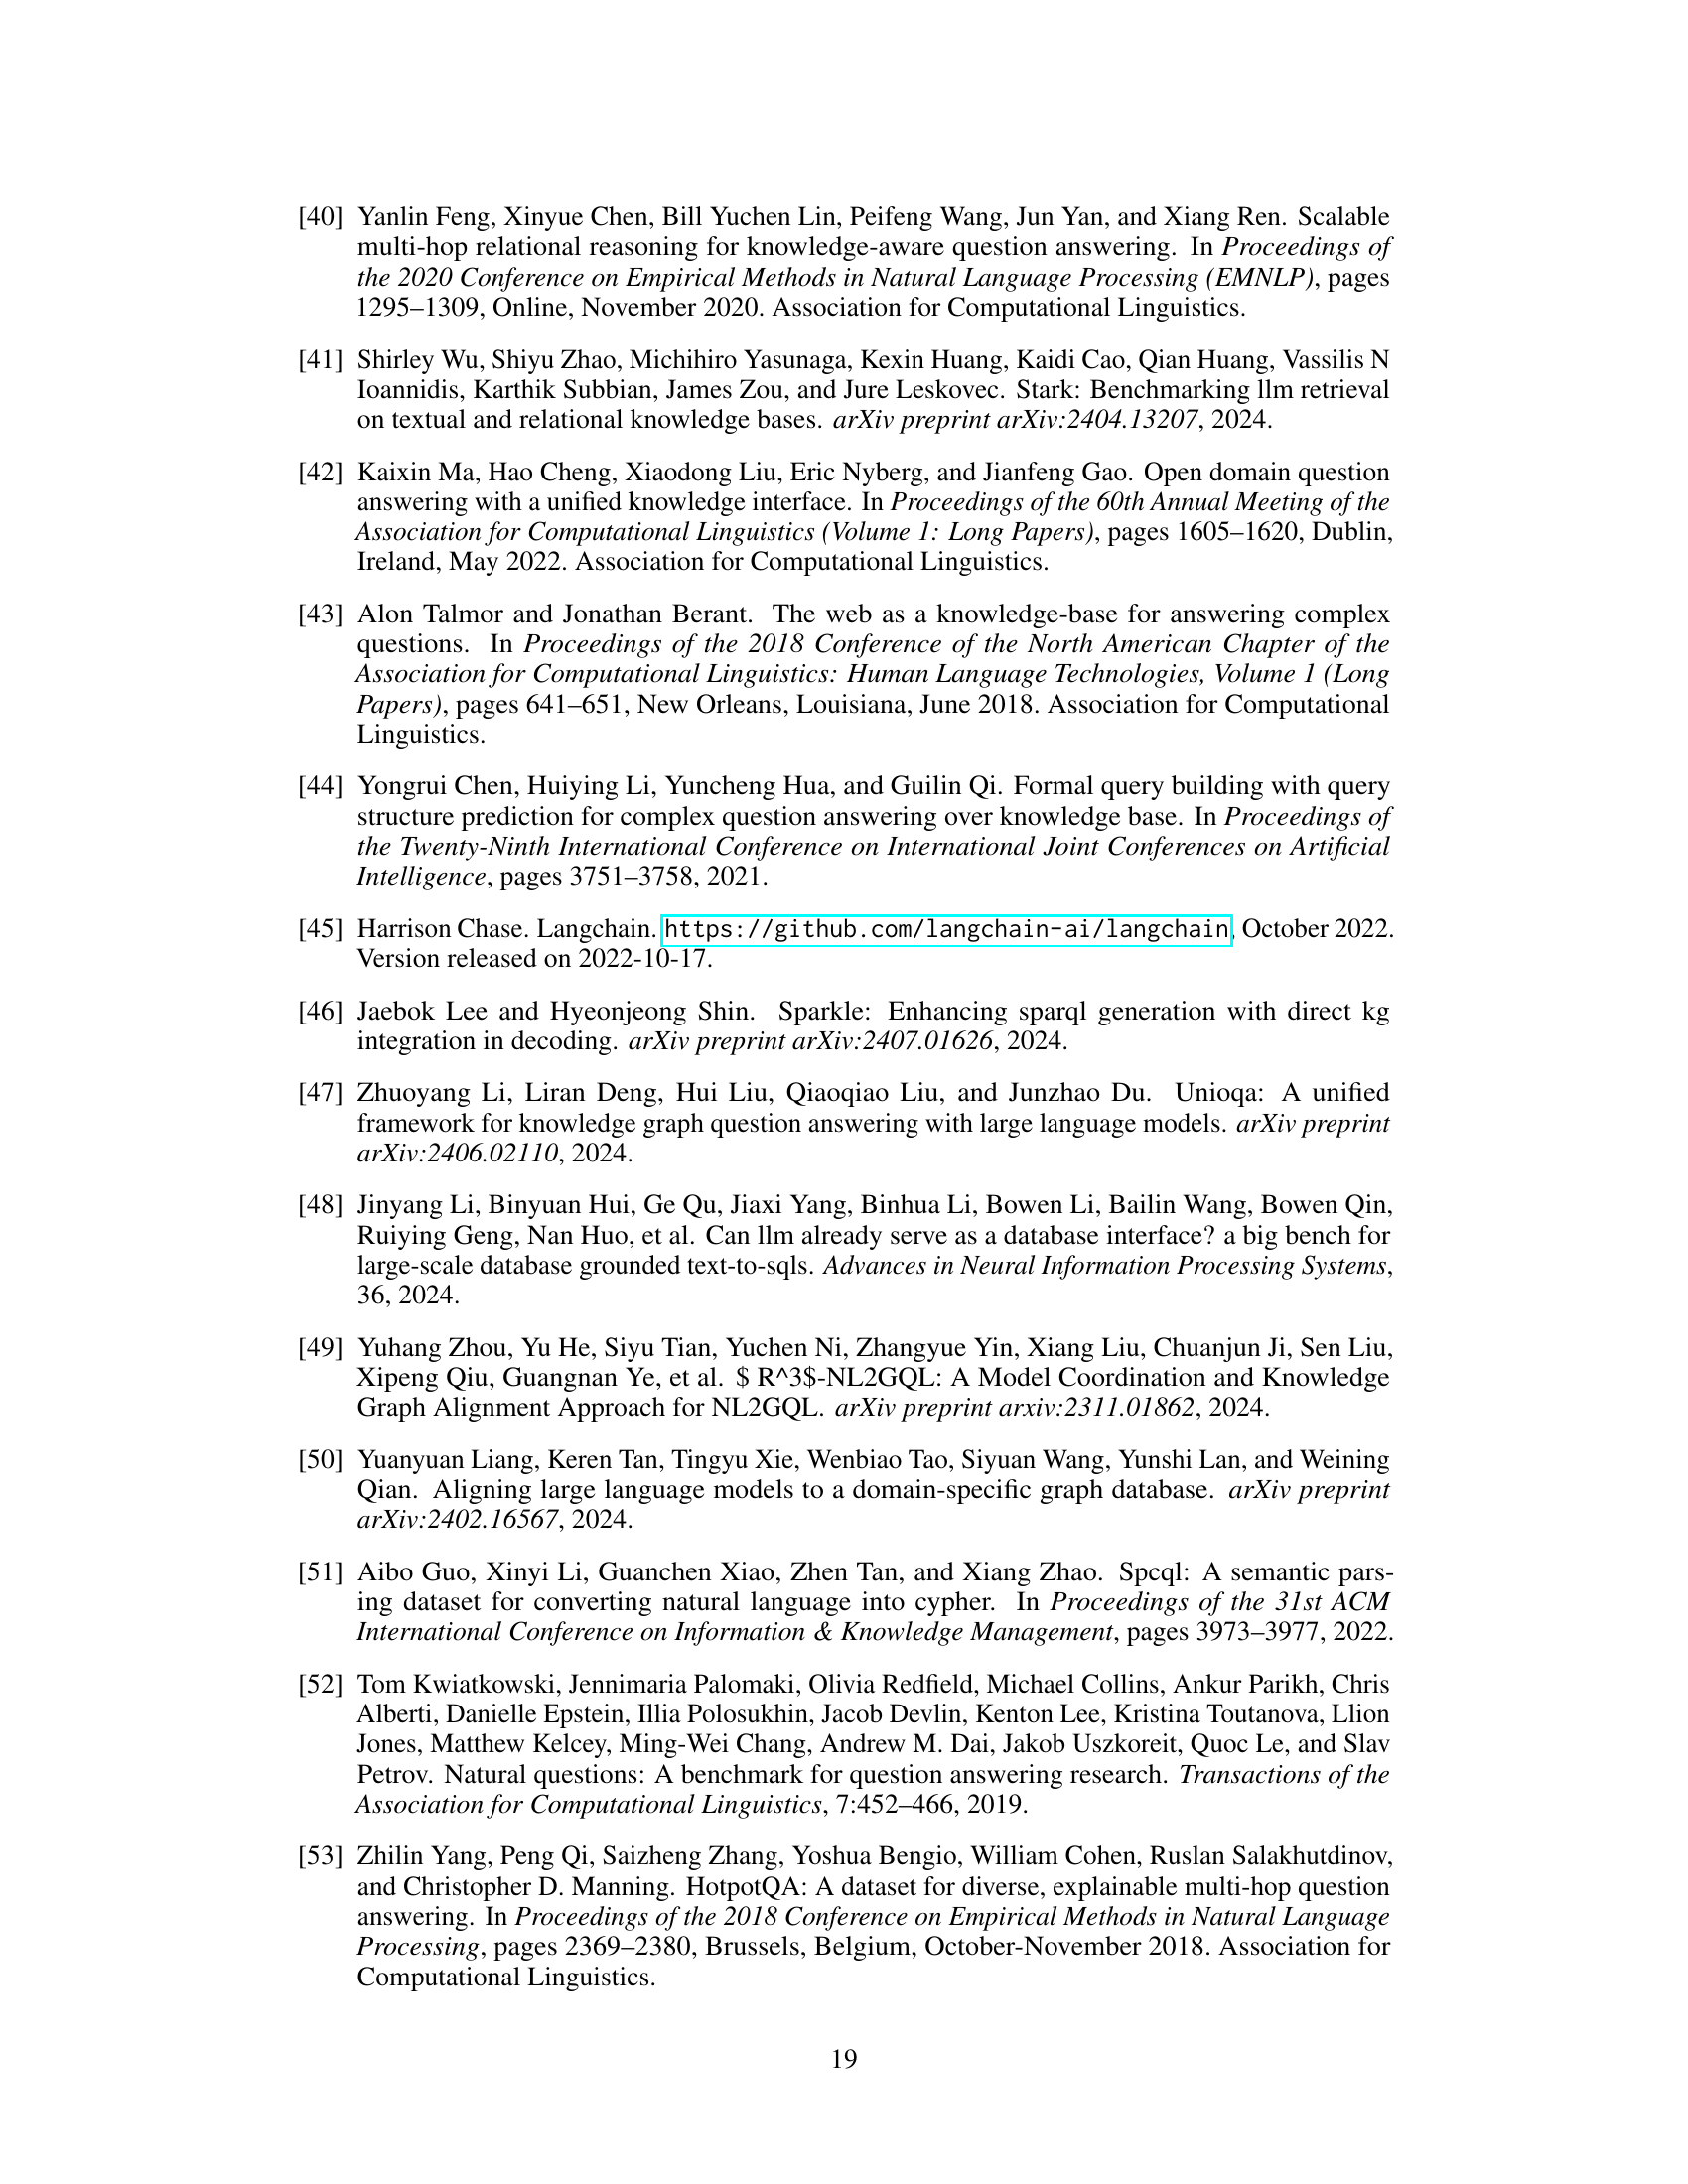 [40] Yanlin Feng, Xinyue Chen, Bill Yuchen Lin, Peifeng Wang, Jun Yan, and Xiang Ren. Scalable
multi-hop relational reasoning for knowledge-aware question answering. In Proceedings of
the 2020 Conference on Empirical Methods in Natural Language Processing (EMNLP), pages
1295–1309, Online, November 2020. Association for Computational Linguistics.
[41] Shirley Wu, Shiyu Zhao, Michihiro Yasunaga, Kexin Huang, Kaidi Cao, Qian Huang, Vassilis N
Ioannidis, Karthik Subbian, James Zou, and Jure Leskovec. Stark: Benchmarking llm retrieval
on textual and relational knowledge bases. arXiv preprint arXiv:2404.13207, 2024.
[42] Kaixin Ma, Hao Cheng, Xiaodong Liu, Eric Nyberg, and Jianfeng Gao. Open domain question
answering with a unified knowledge interface. In Proceedings of the 60th Annual Meeting of the
Association for Computational Linguistics (Volume 1: Long Papers), pages 1605–1620, Dublin,
Ireland, May 2022. Association for Computational Linguistics.
[43] Alon Talmor and Jonathan Berant. The web as a knowledge-base for answering complex
questions. In Proceedings of the 2018 Conference of the North American Chapter of the
Association for Computational Linguistics: Human Language Technologies, Volume 1 (Long
Papers), pages 641–651, New Orleans, Louisiana, June 2018. Association for Computational
Linguistics.
[44] Yongrui Chen, Huiying Li, Yuncheng Hua, and Guilin Qi. Formal query building with query
structure prediction for complex question answering over knowledge base. In Proceedings of
the Twenty-Ninth International Conference on International Joint Conferences on Artificial
Intelligence, pages 3751–3758, 2021.
[45] Harrison Chase. Langchain. https://github.com/langchain-ai/langchain, October 2022.
Version released on 2022-10-17.
[46] Jaebok Lee and Hyeonjeong Shin. Sparkle: Enhancing sparql generation with direct kg
integration in decoding. arXiv preprint arXiv:2407.01626, 2024.
[47] Zhuoyang Li, Liran Deng, Hui Liu, Qiaoqiao Liu, and Junzhao Du. Unioqa: A unified
framework for knowledge graph question answering with large language models. arXiv preprint
arXiv:2406.02110, 2024.
[48] Jinyang Li, Binyuan Hui, Ge Qu, Jiaxi Yang, Binhua Li, Bowen Li, Bailin Wang, Bowen Qin,
Ruiying Geng, Nan Huo, et al. Can llm already serve as a database interface? a big bench for
large-scale database grounded text-to-sqls. Advances in Neural Information Processing Systems,
36, 2024.
[49] Yuhang Zhou, Yu He, Siyu Tian, Yuchen Ni, Zhangyue Yin, Xiang Liu, Chuanjun Ji, Sen Liu,
Xipeng Qiu, Guangnan Ye, et al. $ R^3$-NL2GQL: A Model Coordination and Knowledge
Graph Alignment Approach for NL2GQL. arXiv preprint arxiv:2311.01862, 2024.
[50] Yuanyuan Liang, Keren Tan, Tingyu Xie, Wenbiao Tao, Siyuan Wang, Yunshi Lan, and Weining
Qian. Aligning large language models to a domain-specific graph database. arXiv preprint
arXiv:2402.16567, 2024.
[51] Aibo Guo, Xinyi Li, Guanchen Xiao, Zhen Tan, and Xiang Zhao. Spcql: A semantic pars-
ing dataset for converting natural language into cypher. In Proceedings of the 31st ACM
International Conference on Information & Knowledge Management, pages 3973–3977, 2022.
[52] Tom Kwiatkowski, Jennimaria Palomaki, Olivia Redfield, Michael Collins, Ankur Parikh, Chris
Alberti, Danielle Epstein, Illia Polosukhin, Jacob Devlin, Kenton Lee, Kristina Toutanova, Llion
Jones, Matthew Kelcey, Ming-Wei Chang, Andrew M. Dai, Jakob Uszkoreit, Quoc Le, and Slav
Petrov. Natural questions: A benchmark for question answering research. Transactions of the
Association for Computational Linguistics, 7:452–466, 2019.
[53] Zhilin Yang, Peng Qi, Saizheng Zhang, Yoshua Bengio, William Cohen, Ruslan Salakhutdinov,
and Christopher D. Manning. HotpotQA: A dataset for diverse, explainable multi-hop question
answering. In Proceedings of the 2018 Conference on Empirical Methods in Natural Language
Processing, pages 2369–2380, Brussels, Belgium, October-November 2018. Association for
Computational Linguistics.
19